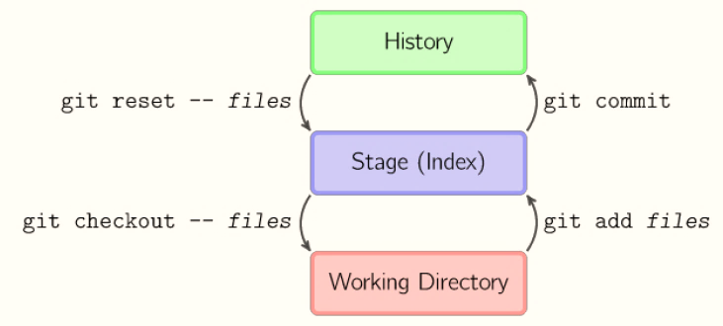 History
git reset -- files
git commit
Stage (Index)
git checkout -- files
git add files
Working Directory